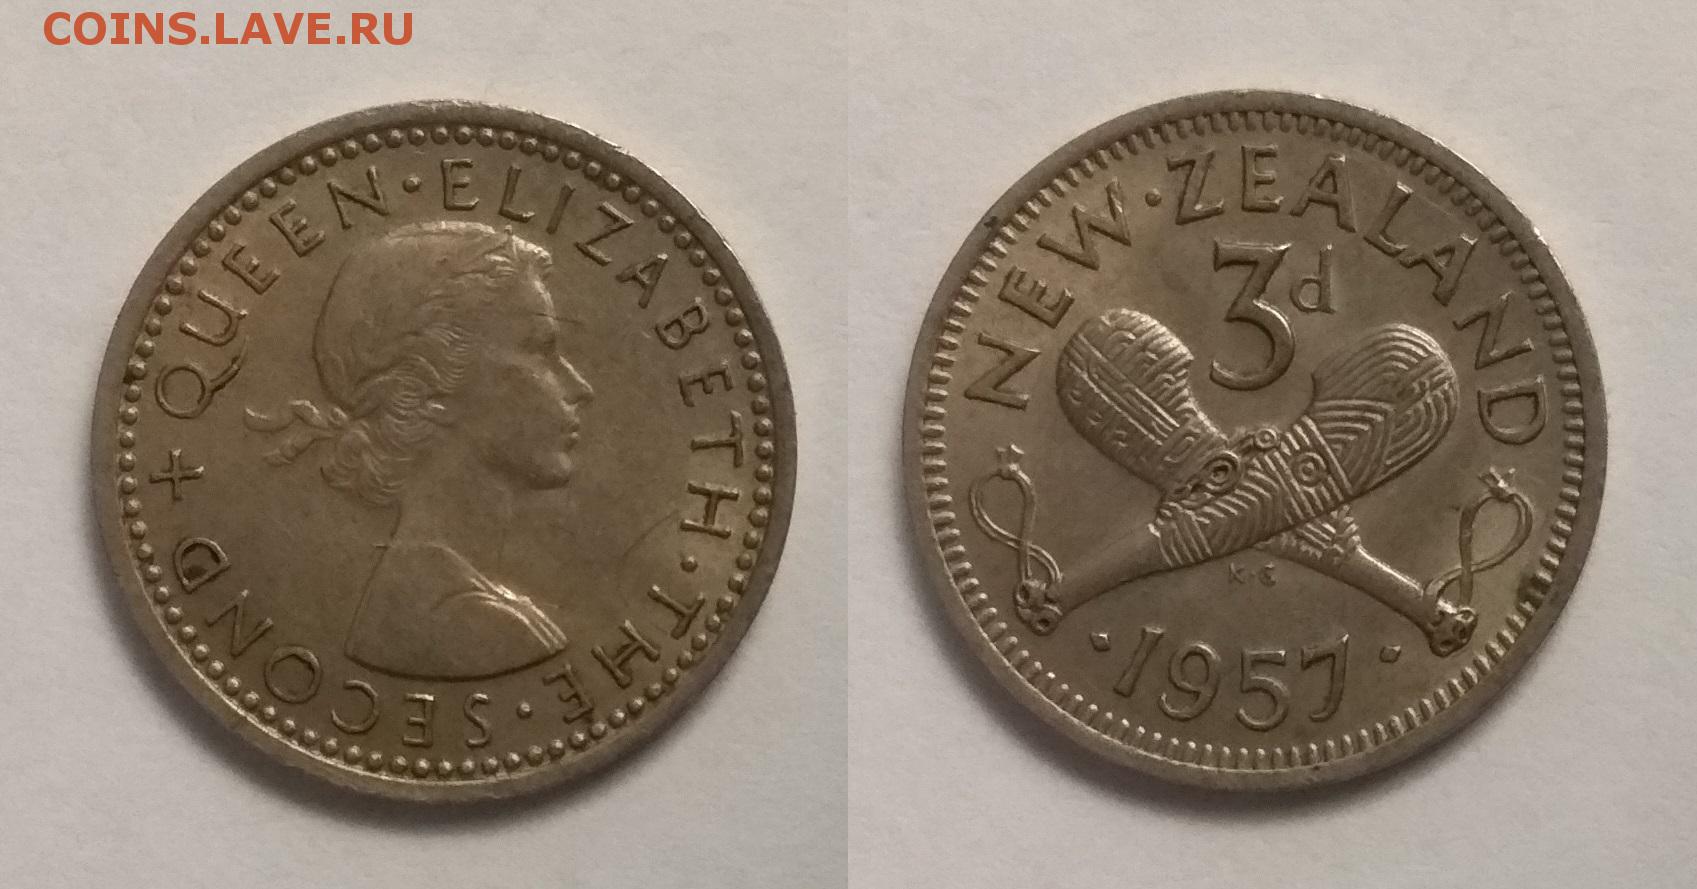 COINS.LAVE.RU
+ QUEEN · ELIZABETH · THE · SECOND
NEW · ZEALAND
3d
K·G
· 1957 ·